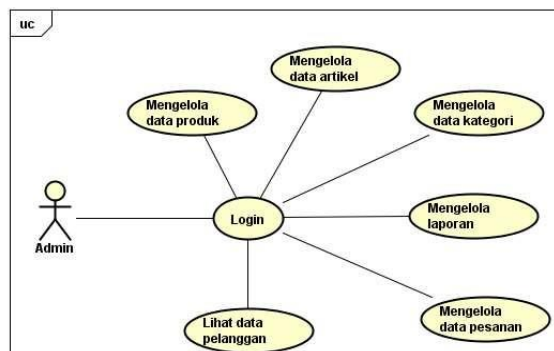 uc
Mengelola
data artikel
Mengelola
data produk
Mengelola
data kategori
Login
Mengelola
laporan
Admin
Lihat data
pelanggan
Mengelola
data pesanan